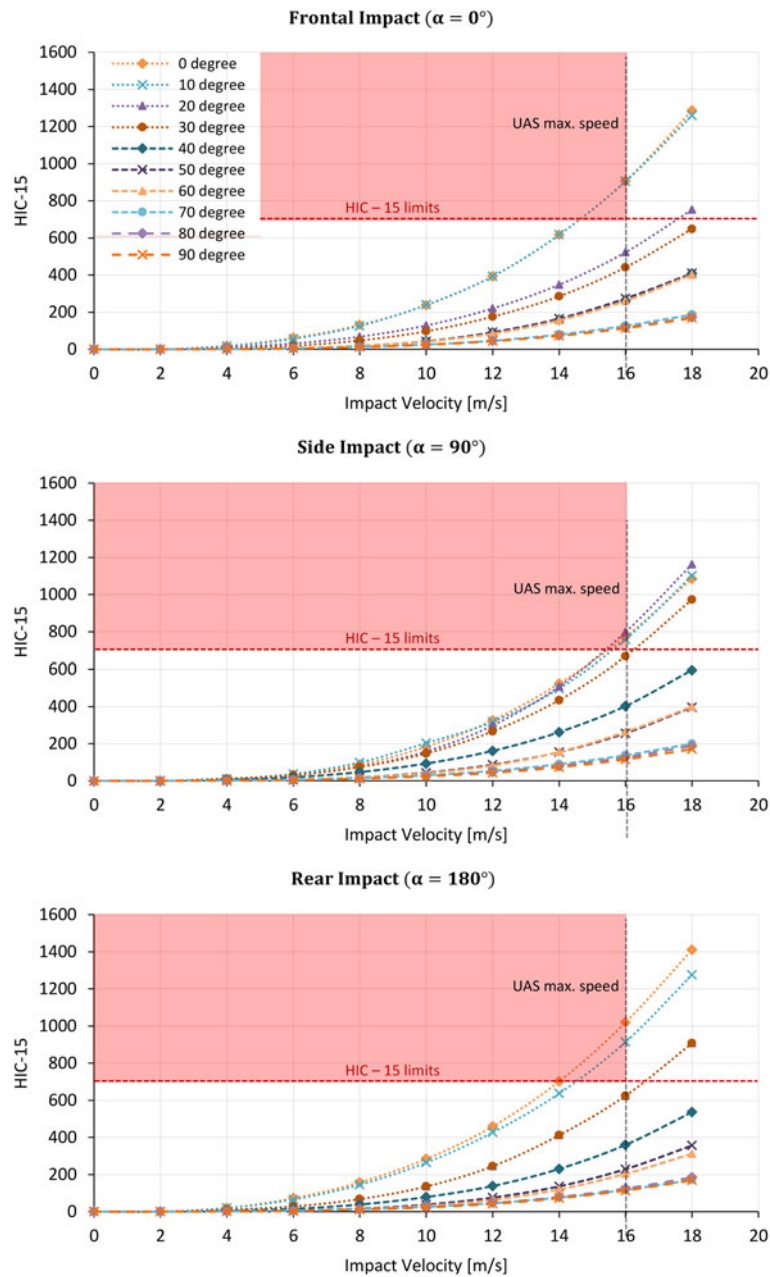 Frontal Impact (α = 0°)
1600
1400
1200
1000
800
600
400
200
0
HIC-15
0 degree
10 degree
20 degree
30 degree
40 degree
50 degree
60 degree
70 degree
80 degree
90 degree
UAS max. speed
HIC – 15 limits
0 2 4 6 8 10 12 14 16 18 20
Impact Velocity [m/s]
Side Impact (α = 90°)
1600
1400
1200
1000
800
600
400
200
0
HIC-15
UAS max. speed
HIC – 15 limits
0 2 4 6 8 10 12 14 16 18 20
Impact Velocity [m/s]
Rear Impact (α = 180°)
1600
1400
1200
1000
800
600
400
200
0
HIC-15
UAS max. speed
HIC – 15 limits
0 2 4 6 8 10 12 14 16 18 20
Impact Velocity [m/s]